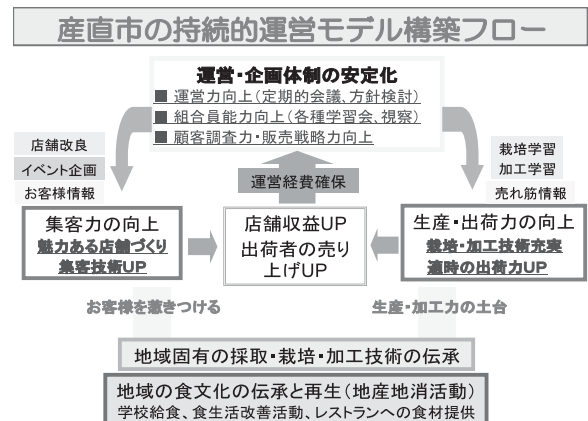 産直市の持続的運営モデル構築フロー
運営・企画体制の安定化
■ 運営力向上(定期的会議、方針検討)
■ 組合員能力向上(各種学習会、視察)
■ 顧客調査力・販売戦略力向上
店舗改良
イベント企画
お客様情報
運営経費確保
栽培学習
加工学習
売れ筋情報
集客力の向上
魅力ある店舗づくり
集客技術UP
店舗収益UP
出荷者の売り
上げUP
生産・出荷力の向上
栽培・加工技術充実
適時の出荷力UP
お客様を惹きつける
生産・加工力の土台
地域固有の採取・栽培・加工技術の伝承
地域の食文化の伝承と再生(地産地消活動)
学校給食、食生活改善活動、レストランへの食材提供